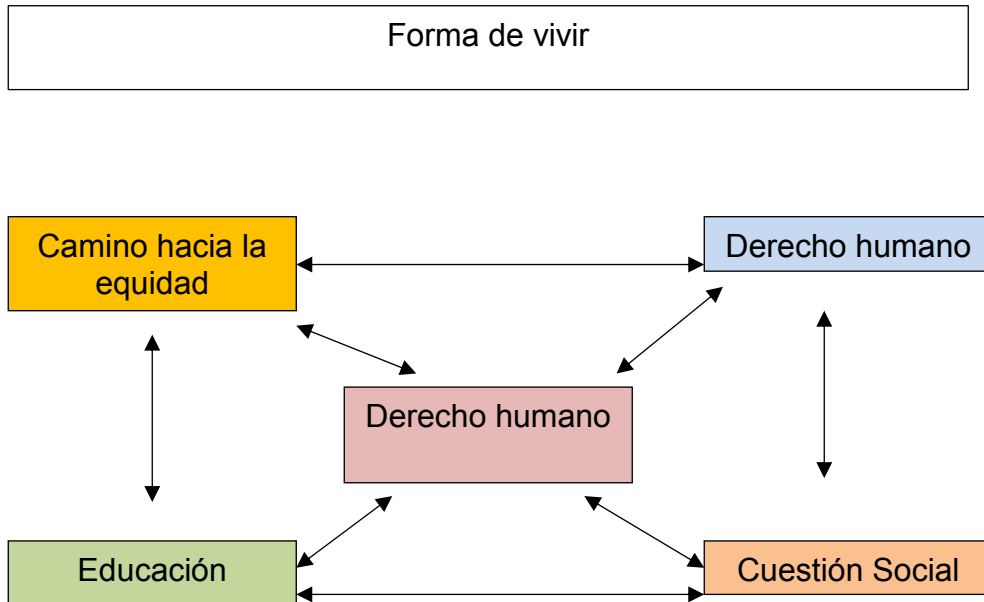 Forma de vivir
Camino hacia la
equidad
Derecho humano
Derecho humano
Educación
Cuestión Social